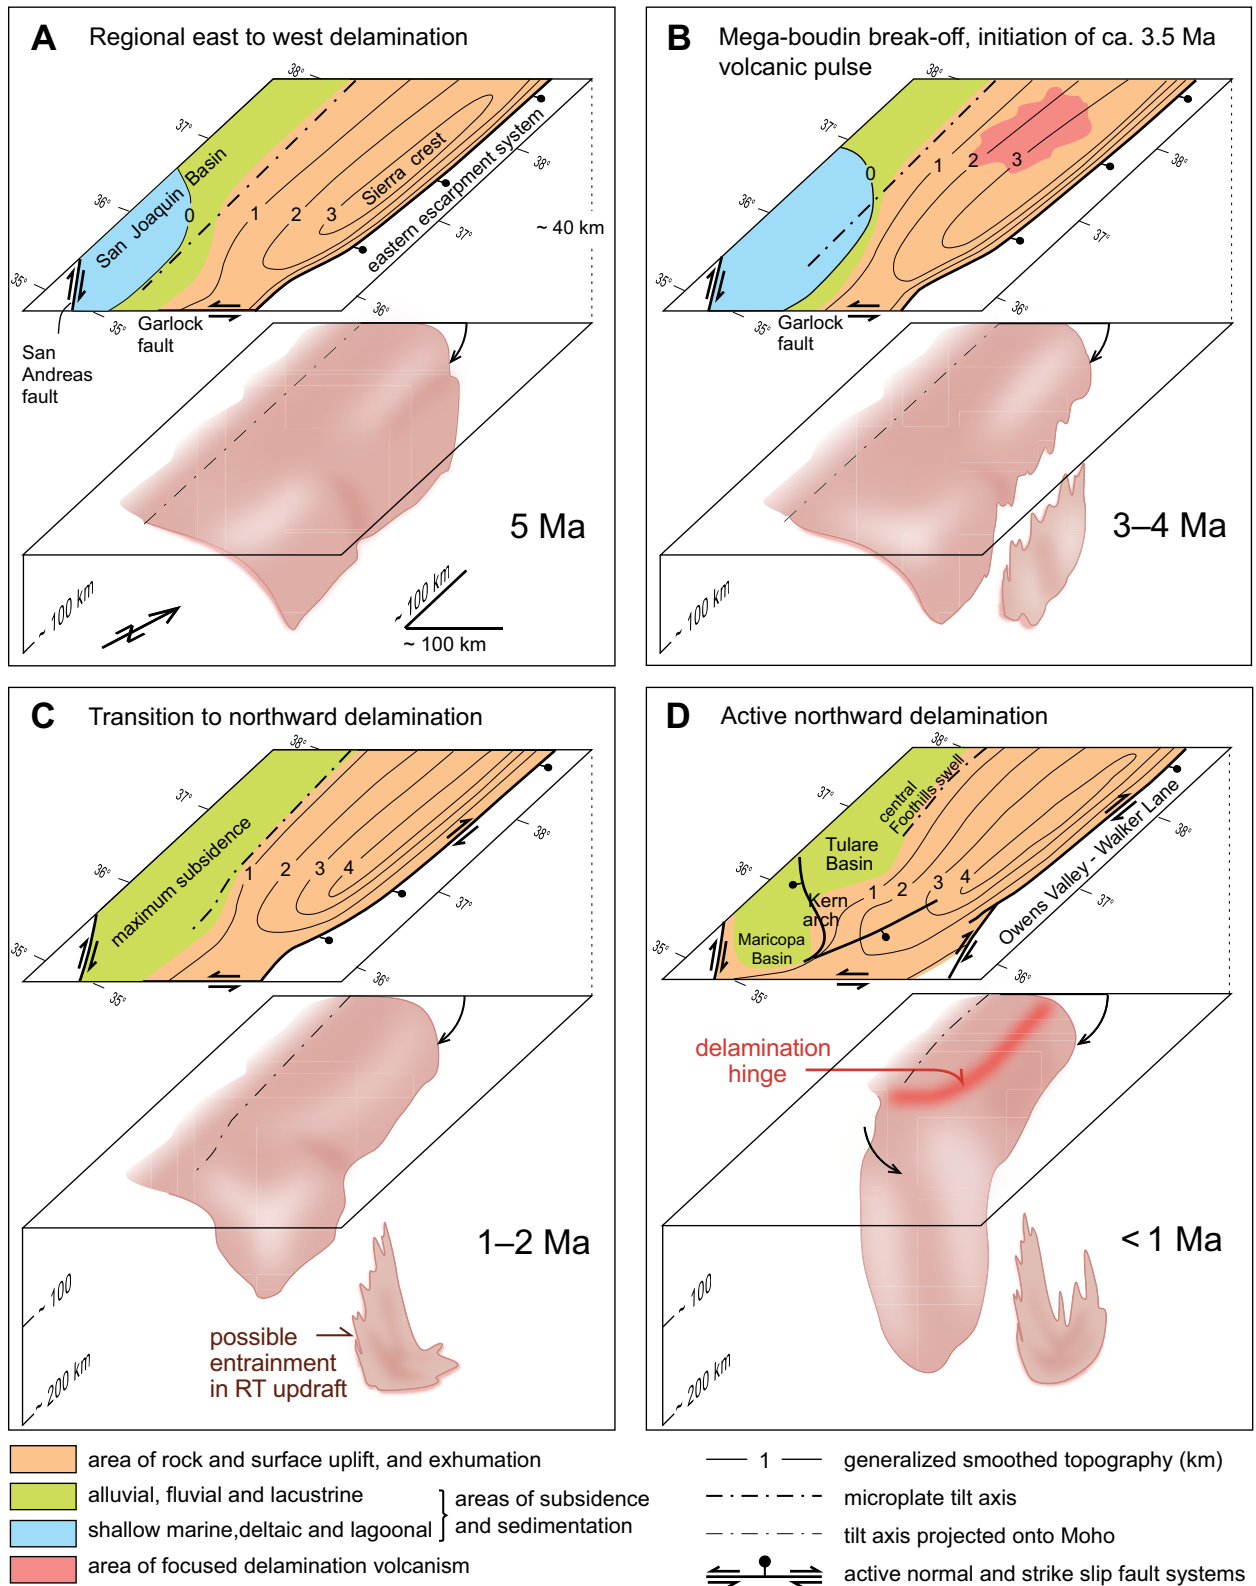 A Regional east to west delamination
38°
37°
36°
35°
San Joaquin Basin
0
1
2
3
Sierra crest
eastern escarpment system
38°
37°
36°
35°
~ 40 km
San
Andreas
fault
Garlock
fault
5 Ma
~ 100 km
~ 100 km
~ 100 km
B Mega-boudin break-off, initiation of ca. 3.5 Ma
volcanic pulse
38°
37°
36°
35°
0
1
2
3
38°
37°
36°
35°
Garlock
fault
3–4 Ma
~ 100 km
C Transition to northward delamination
38°
37°
36°
35°
maximum subsidence
1
2
3
4
38°
37°
36°
35°
1–2 Ma
~ 100
~ 200 km
possible
entrainment
in RT updraft
D Active northward delamination
38°
37°
36°
35°
central
Foothills swell
Tulare
Basin
Kern
arch
Maricopa
Basin
1
2
3
4
Owens Valley - Walker Lane
38°
37°
36°
35°
delamination
hinge
< 1 Ma
~ 100
~ 200 km
area of rock and surface uplift, and exhumation
alluvial, fluvial and lacustrine
shallow marine,deltaic and lagoonal
areas of subsidence
and sedimentation
area of focused delamination volcanism
1 generalized smoothed topography (km)
microplate tilt axis
tilt axis projected onto Moho
active normal and strike slip fault systems